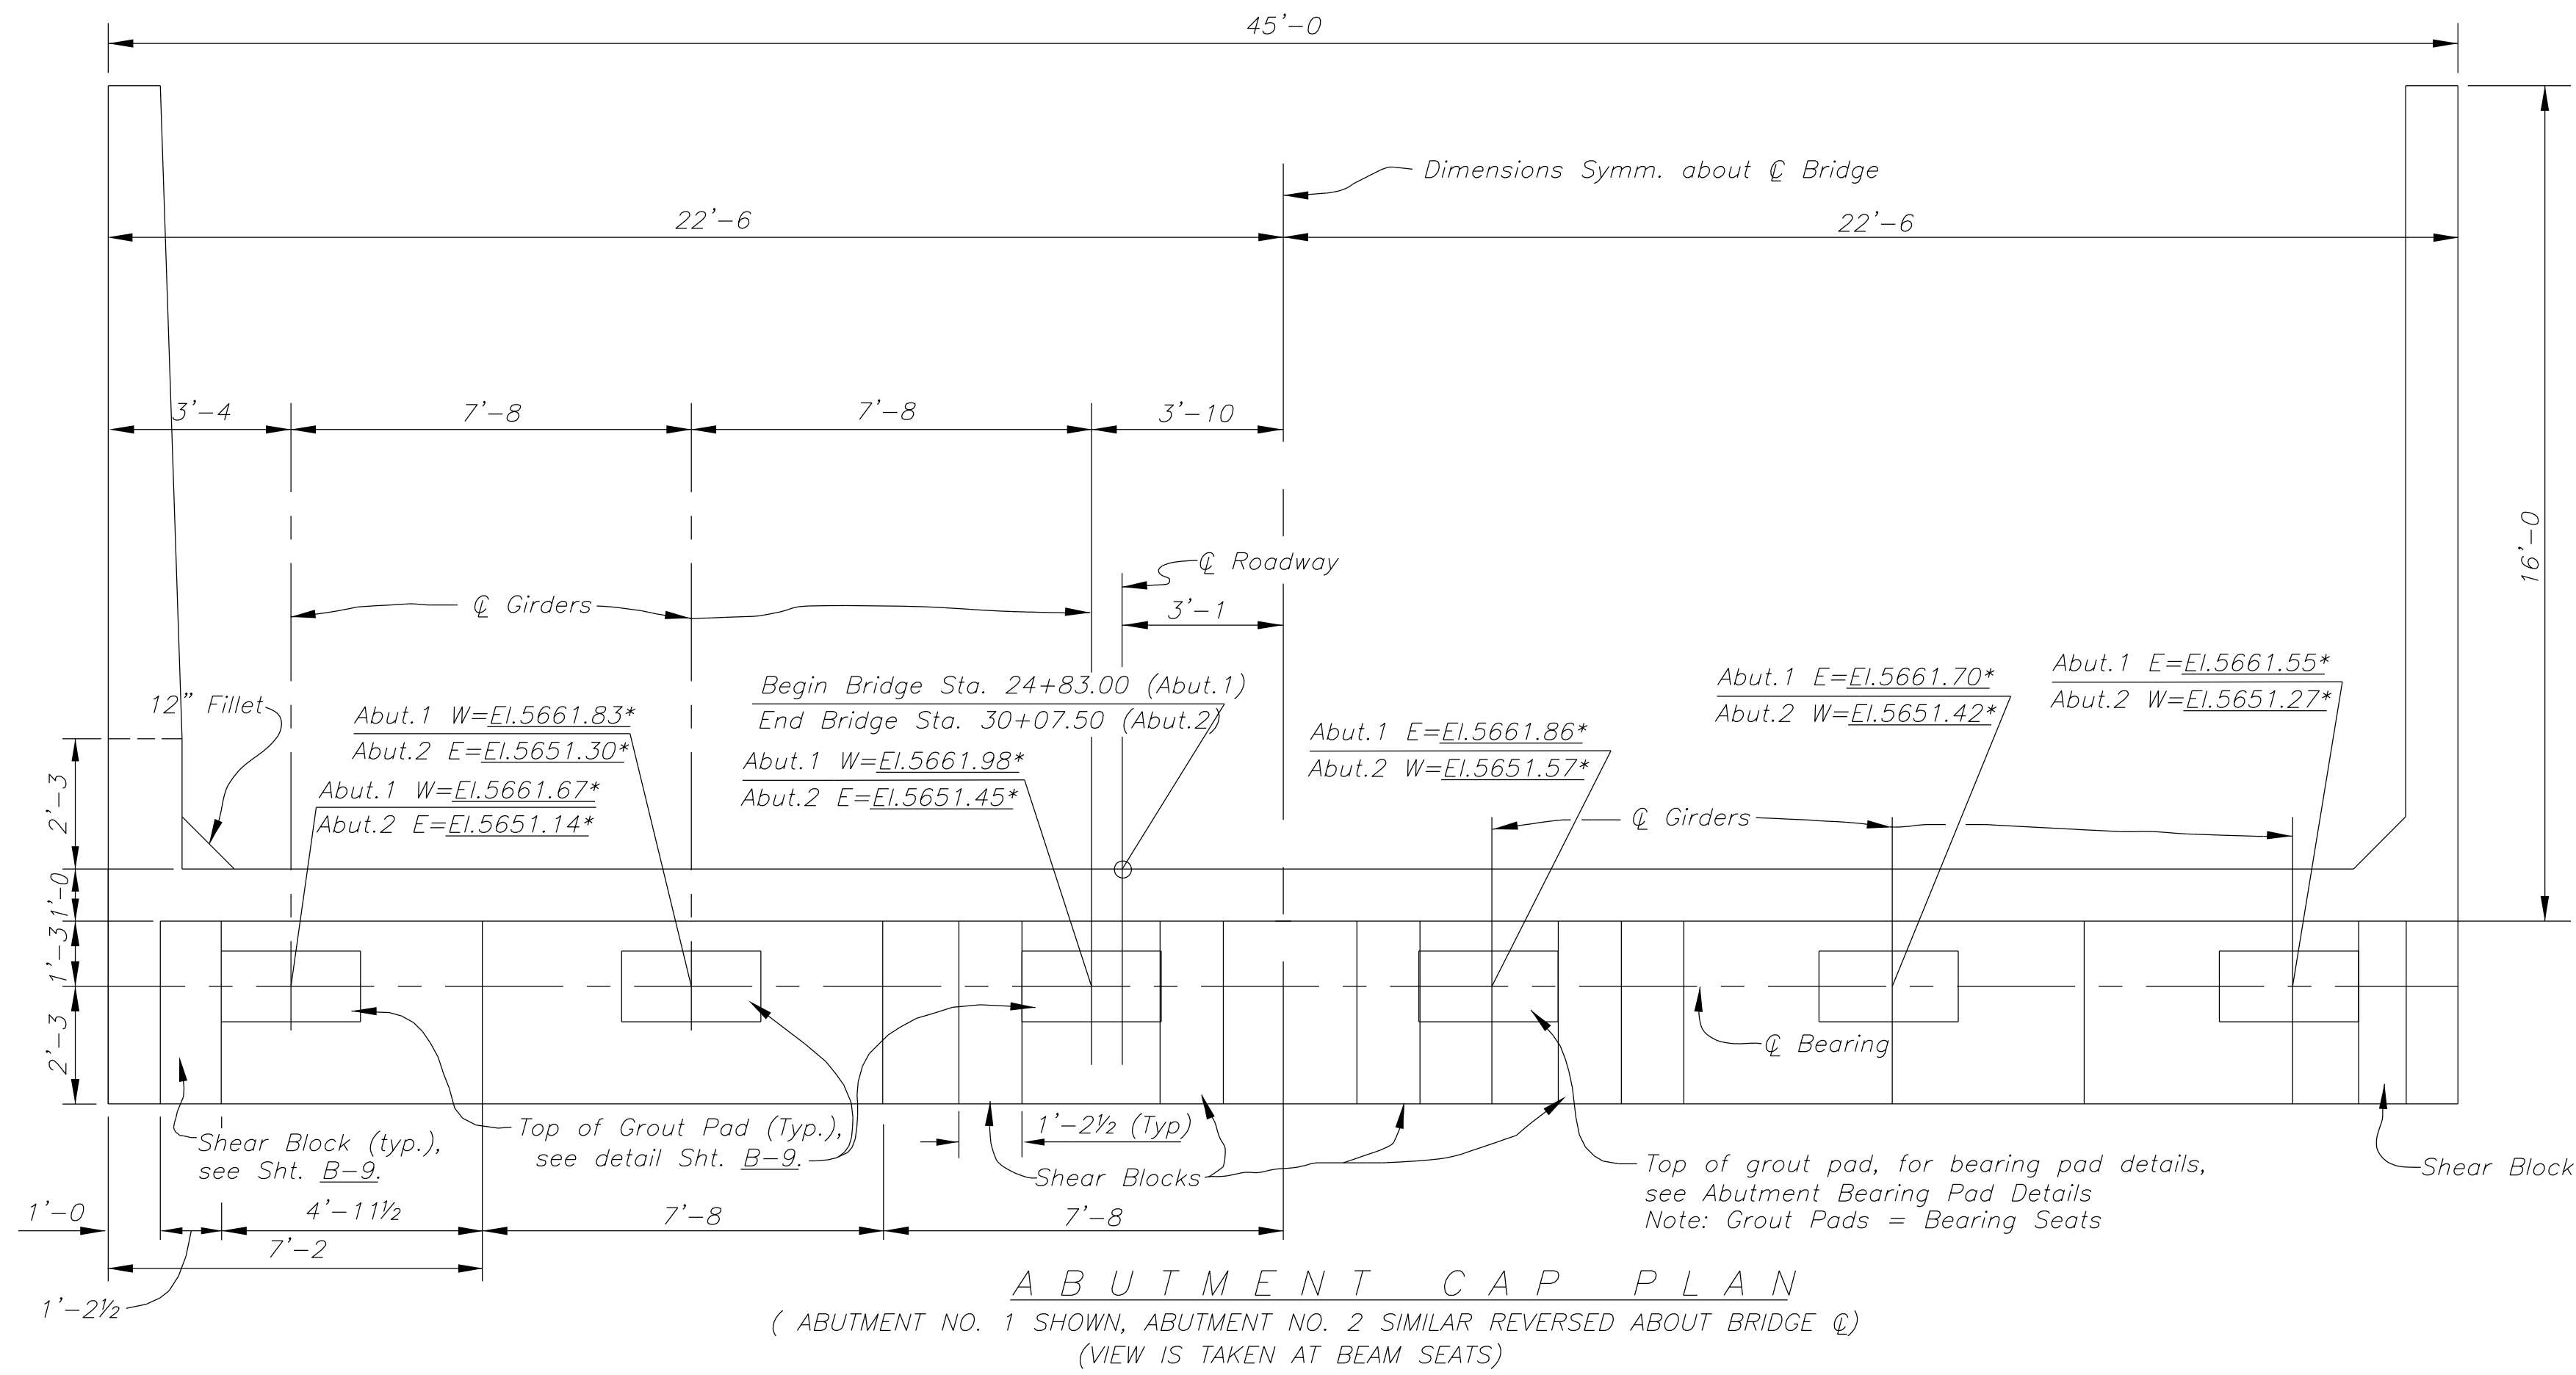 45'-0
Dimensions Symm. about ℄ Bridge
22'-6
22'-6
3'-4
7'-8
7'-8
3'-10
16'-0
℄ Roadway
℄ Girders
3'-1
12" Fillet
Begin Bridge Sta. 24+83.00 (Abut.1)
End Bridge Sta. 30+07.50 (Abut.2)
Abut.1 W=El.5661.83*
Abut.2 E=El.5651.30*
Abut.1 W=El.5661.67*
Abut.2 E=El.5651.14*
Abut.1 W=El.5661.98*
Abut.2 E=El.5651.45*
Abut.1 E=El.5661.86*
Abut.2 W=El.5651.57*
Abut.1 E=El.5661.70*
Abut.2 W=El.5651.42*
Abut.1 E=El.5661.55*
Abut.2 W=El.5651.27*
℄ Girders
2'-3
1'-0
1'-3
2'-3
℄ Bearing
Shear Block (typ.),
see Sht. B-9.
Top of Grout Pad (Typ.),
see detail Sht. B-9.
1'-2½ (Typ)
Shear Blocks
Top of grout pad, for bearing pad details,
see Abutment Bearing Pad Details
Note: Grout Pads = Bearing Seats
Shear Block
1'-0
4'-11½
7'-8
7'-8
7'-2
1'-2½
ABUTMENT CAP PLAN
( ABUTMENT NO. 1 SHOWN, ABUTMENT NO. 2 SIMILAR REVERSED ABOUT BRIDGE ℄)
(VIEW IS TAKEN AT BEAM SEATS)